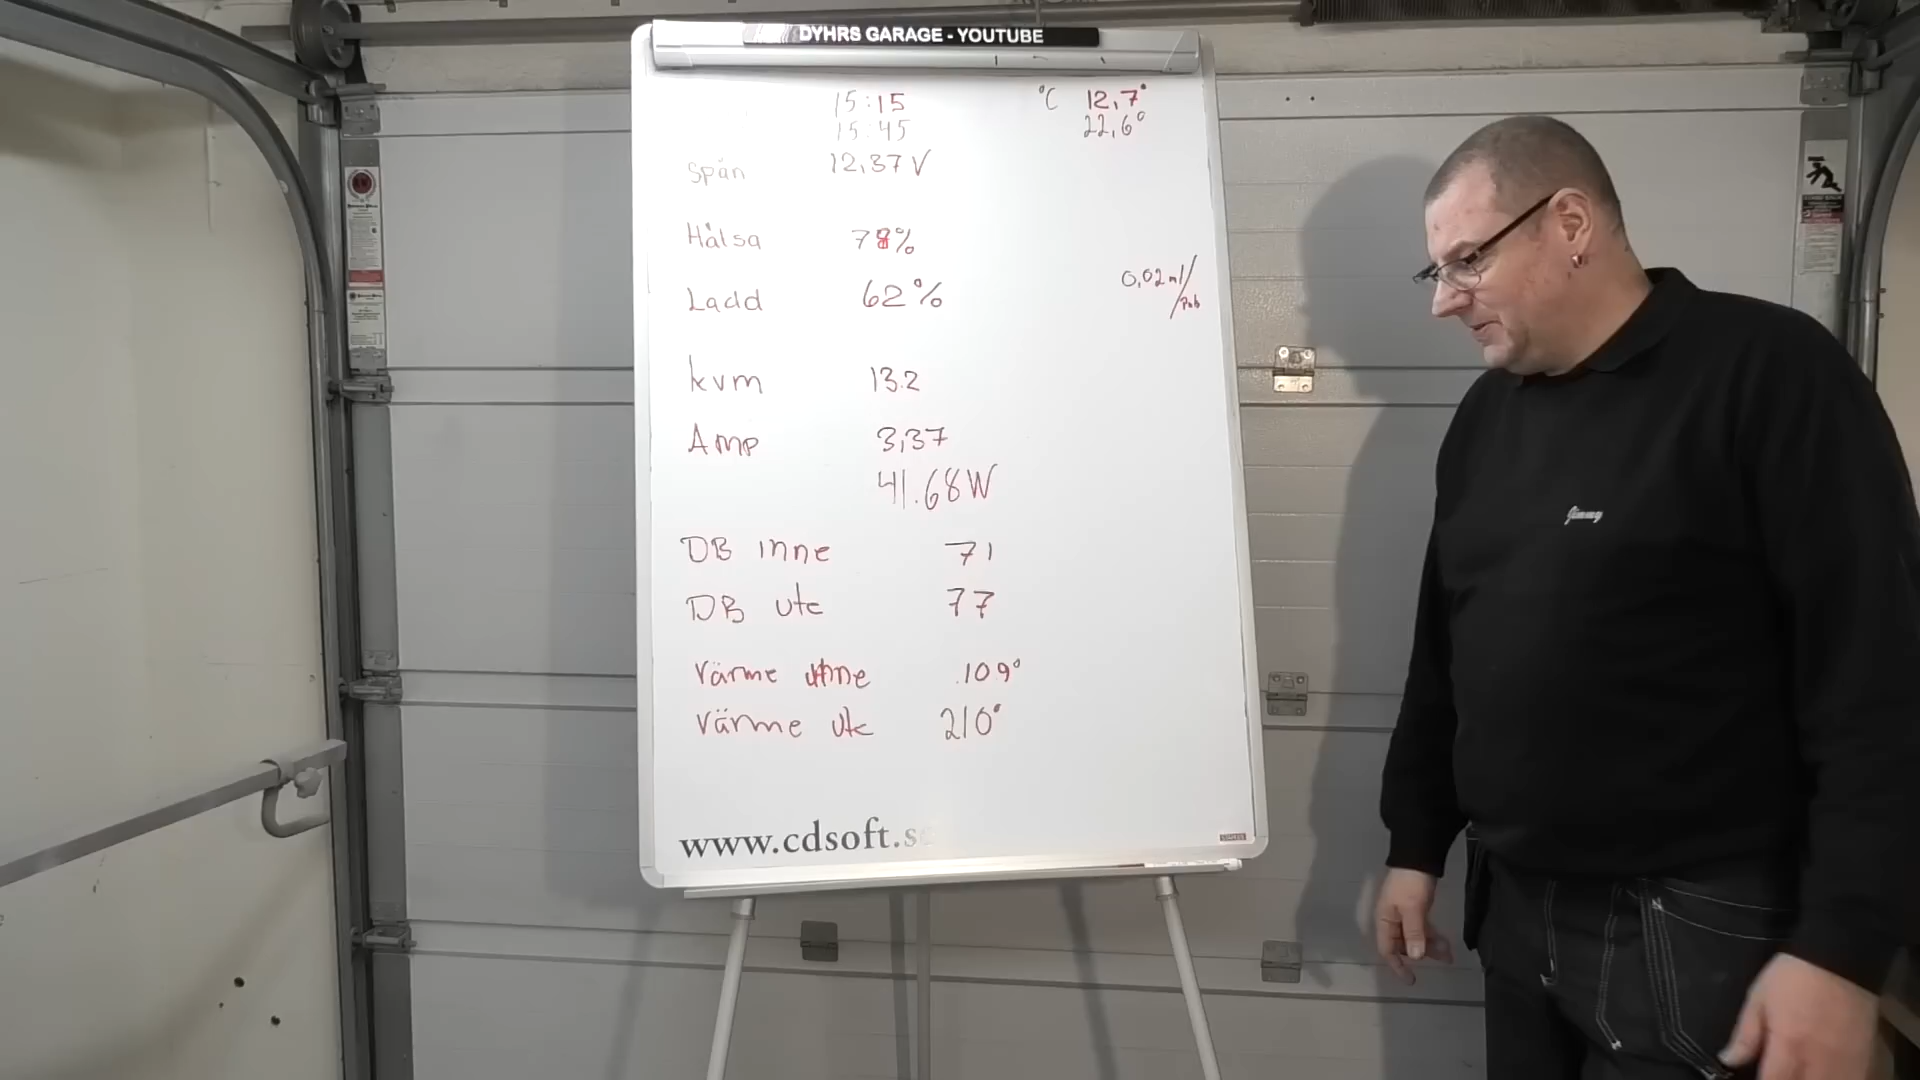 DYHRS GARAGE - YOUTUBE
15:15 °C 12,7°
15:45 22,6°
Spän 12,37 V
Hälsa 78%
0,02 ml/
Ladd 62%
kvm 13.2
Amp 3,37
41.68W
DB inne 71
DB ute 77
Värme inne 109°
Värme ute 210°
www.cdsoft.s
Jimmy